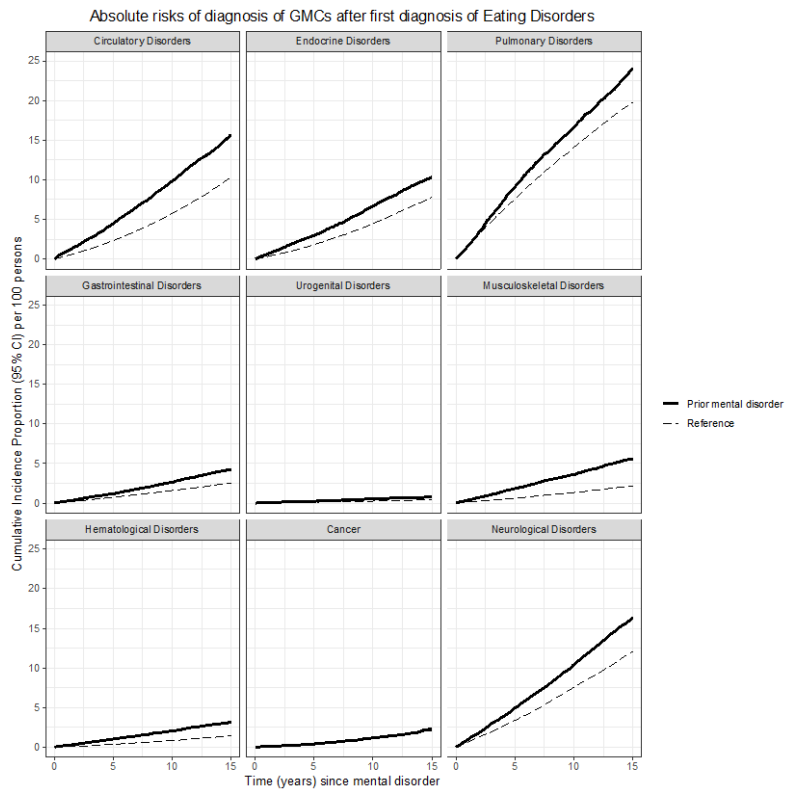 Absolute risks of diagnosis of GMCs after first diagnosis of Eating Disorders
Circulatory Disorders
Endocrine Disorders
Pulmonary Disorders
25
20
15
10
5
0
Gastrointestinal Disorders
Urogenital Disorders
Musculoskeletal Disorders
25
20
15
10
5
0
Hematological Disorders
Cancer
Neurological Disorders
25
20
15
10
5
0
0 5 10 15
0 5 10 15
0 5 10 15
Cumulative Incidence Proportion (95% CI) per 100 persons
Time (years) since mental disorder
Prior mental disorder
Reference